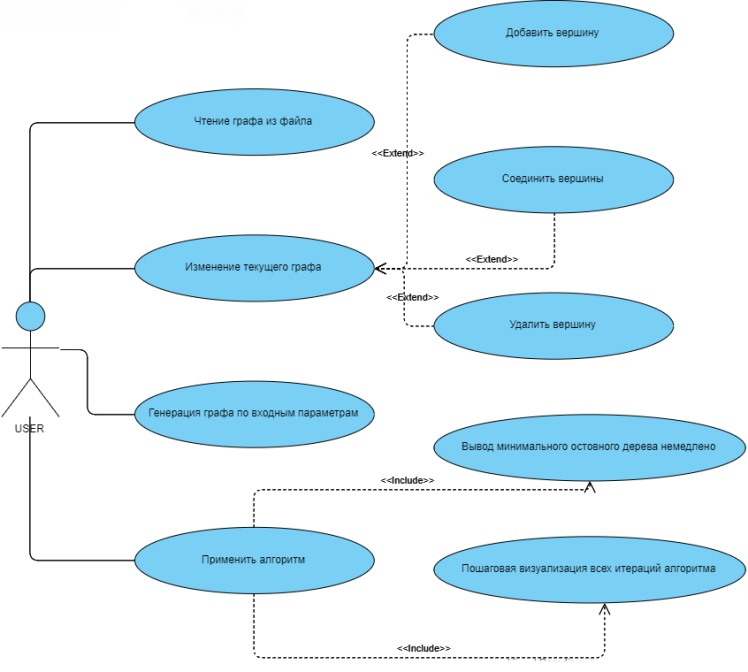 Добавить вершину
Чтение графа из файла
<<Extend>>
Соединить вершины
<<Extend>>
Изменение текущего графа
<<Extend>>
Удалить вершину
Генерация графа по входным параметрам
USER
Вывод минимального остовного дерева немедлено
<<Include>>
Применить алгоритм
Пошаговая визуализация всех итераций алгоритма
<<Include>>